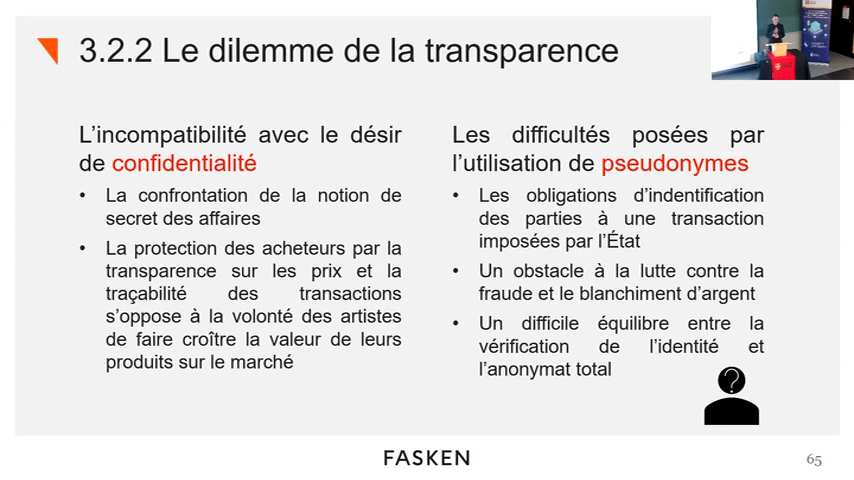 3.2.2 Le dilemme de la transparence
L'incompatibilité avec le désir
de confidentialité
• La confrontation de la notion de
secret des affaires
• La protection des acheteurs par la
transparence sur les prix et la
traçabilité des transactions
s'oppose à la volonté des artistes
de faire croître la valeur de leurs
produits sur le marché
Les difficultés posées par
l'utilisation de pseudonymes
• Les obligations d'indentification
des parties à une transaction
imposées par l'État
• Un obstacle à la lutte contre la
fraude et le blanchiment d'argent
• Un difficile équilibre entre la
vérification de l'identité et
l'anonymat total
?
FASKEN
65